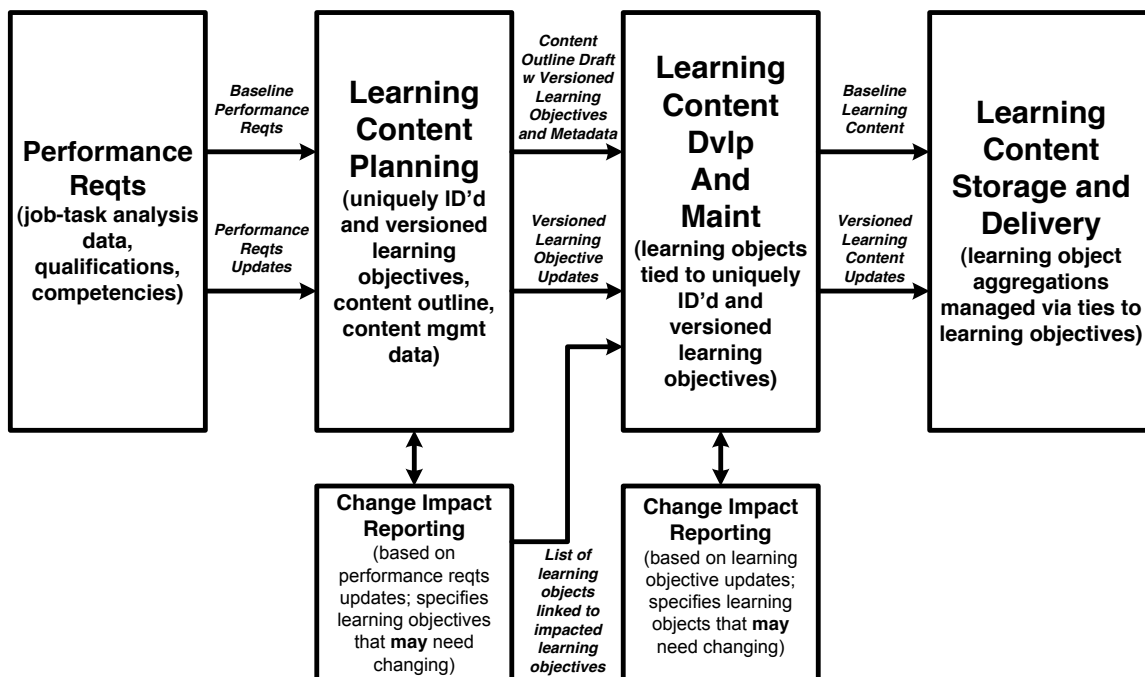 Performance
Reqts
(job-task analysis
data,
qualifications,
competencies)
Baseline
Performance
Reqts
Performance
Reqts
Updates
Learning
Content
Planning
(uniquely ID’d
and versioned
learning
objectives,
content outline,
content mgmt
data)
Content
Outline Draft
w Versioned
Learning
Objectives
and Metadata
Versioned
Learning
Objective
Updates
Learning
Content
Dvlp
And
Maint
(learning objects
tied to uniquely
ID’d and
versioned
learning
objectives)
Baseline
Learning
Content
Versioned
Learning
Content
Updates
Learning
Content
Storage and
Delivery
(learning object
aggregations
managed via ties to
learning objectives)
Change Impact
Reporting
(based on
performance reqts
updates; specifies
learning objectives
that may need
changing)
List of
learning
objects
linked to
impacted
learning
objectives
Change Impact
Reporting
(based on learning
objective updates;
specifies learning
objects that may
need changing)